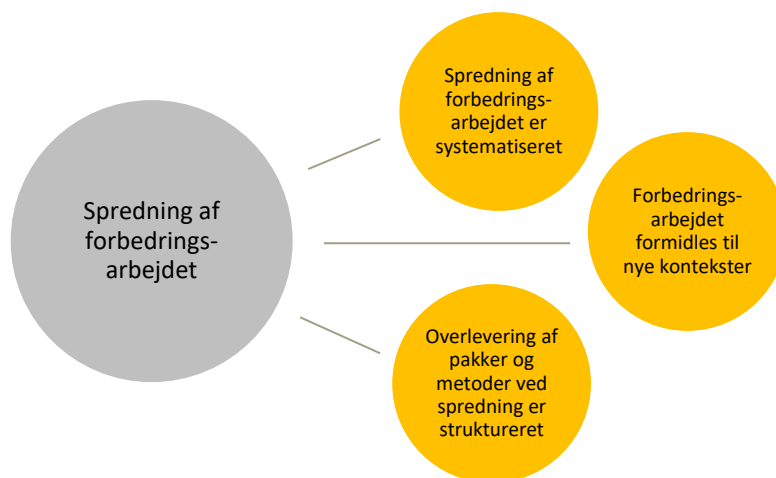 Spredning af
forbedrings-
arbejdet
Spredning af
forbedrings-
arbejdet er
systematiseret
Forbedrings-
arbejdet
formidles til
nye kontekster
Overlevering af
pakker og
metoder ved
spredning er
struktureret